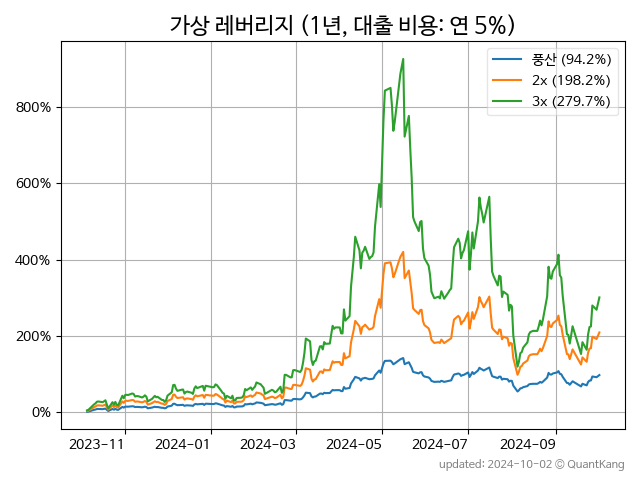 가상 레버리지 (1년, 대출 비용: 연 5%)
풍산 (94.2%)
2x (198.2%)
3x (279.7%)
800%
600%
400%
200%
0%
2023-11
2024-01
2024-03
2024-05
2024-07
2024-09
updated: 2024-10-02 © QuantKang